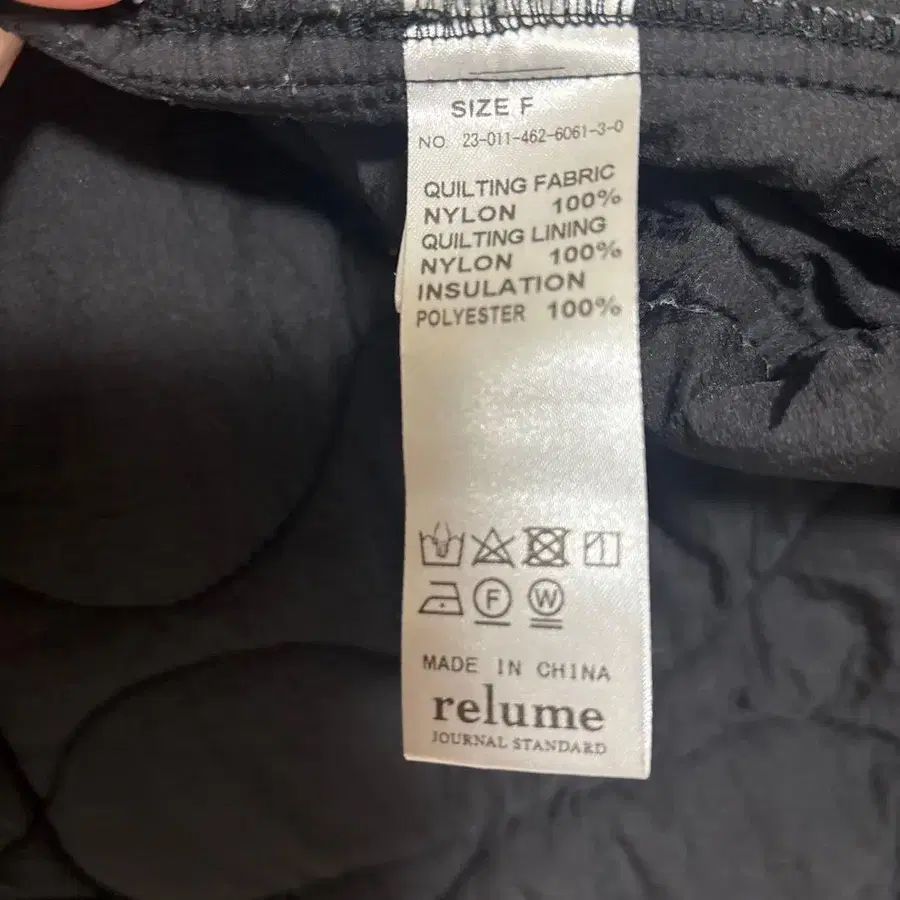 SIZE F
NO. 23-011-462-6061-3-0
QUILTING FABRIC
NYLON 100%
QUILTING LINING
NYLON 100%
INSULATION
POLYESTER 100%
F W
MADE IN CHINA
relume
JOURNAL STANDARD